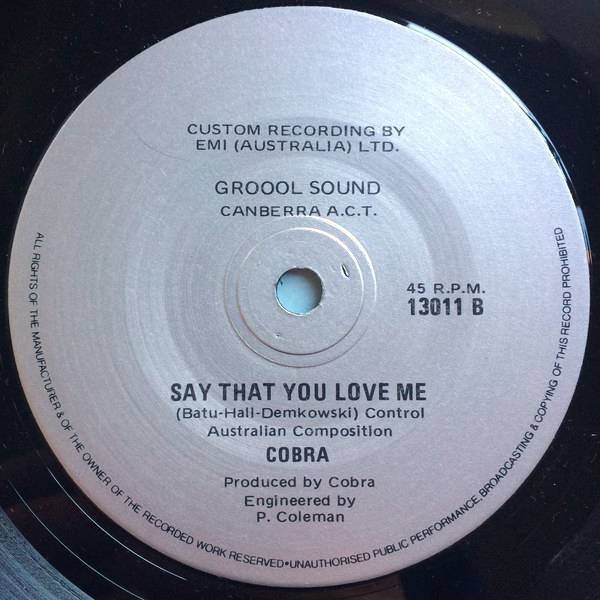 CUSTOM RECORDING BY
EMI (AUSTRALIA) LTD.
GROOOL SOUND
CANBERRA A.C.T.
45 R.P.M.
13011 B
SAY THAT YOU LOVE ME
(Batu-Hall-Demkowski) Control
Australian Composition
COBRA
Produced by Cobra
Engineered by
P. Coleman
ALL RIGHTS OF THE MANUFACTURER & OF THE OWNER OF THE RECORDED WORK RESERVED•UNAUTHORISED PUBLIC PERFORMANCE, BROADCASTING & COPYING OF THIS RECORD PROHIBITED